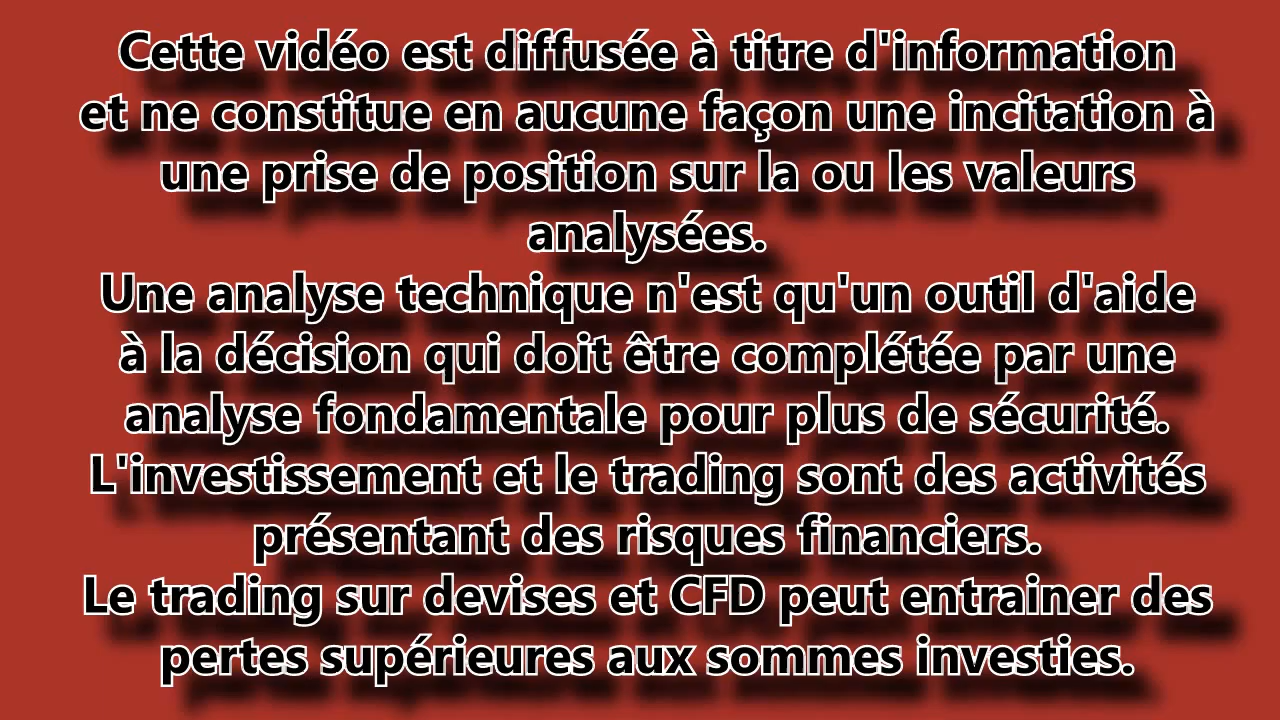 Cette vidéo est diffusée à titre d'information
et ne constitue en aucune façon une incitation à
une prise de position sur la ou les valeurs
analysées.
Une analyse technique n'est qu'un outil d'aide
à la décision qui doit être complétée par une
analyse fondamentale pour plus de sécurité.
L'investissement et le trading sont des activités
présentant des risques financiers.
Le trading sur devises et CFD peut entrainer des
pertes supérieures aux sommes investies.